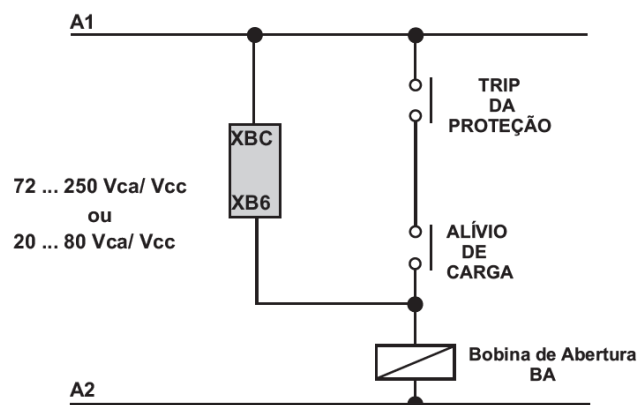 A1
XBC
XB6
72 ... 250 Vca/ Vcc
ou
20 ... 80 Vca/ Vcc
TRIP
DA
PROTEÇÃO
ALÍVIO
DE
CARGA
Bobina de Abertura
BA
A2